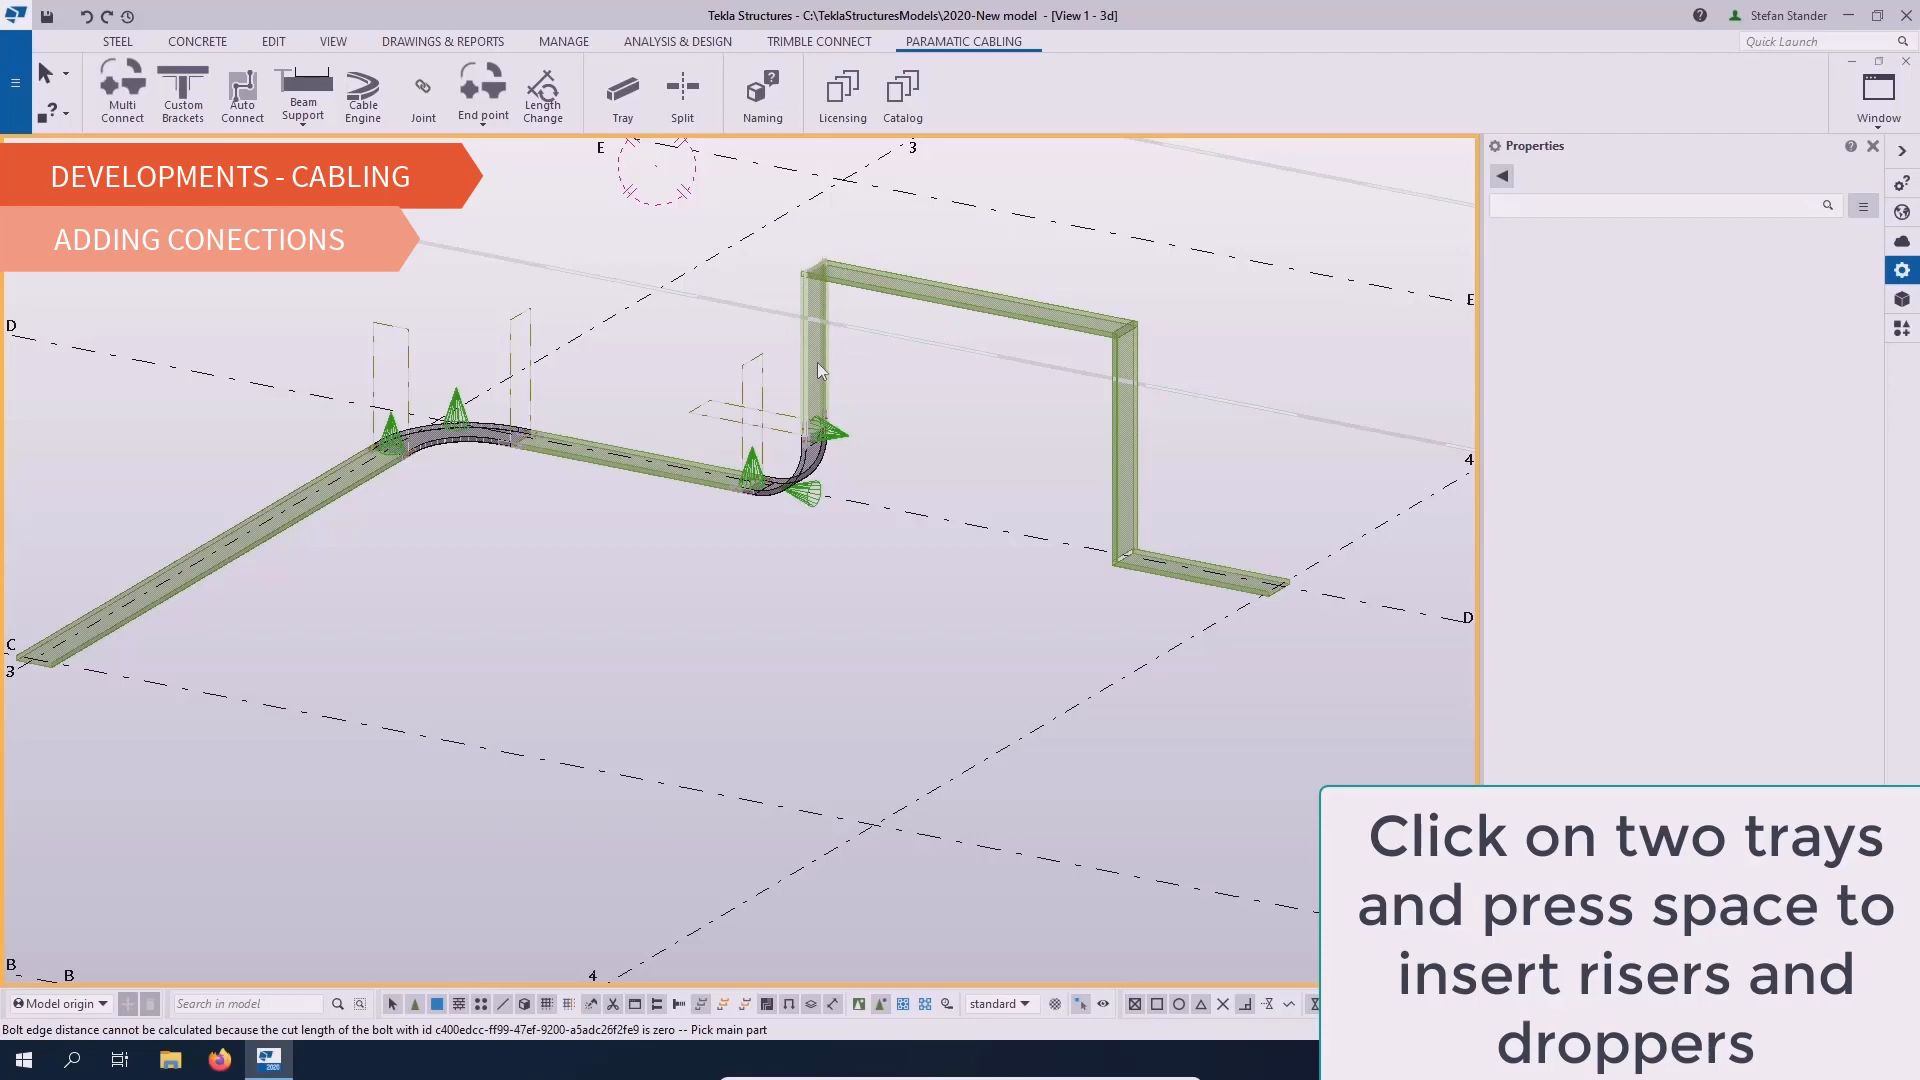 Tekla Structures - C:\TeklaStructuresModels\2020-New model - [View 1 - 3d]
Stefan Stander
STEEL CONCRETE EDIT VIEW DRAWINGS & REPORTS MANAGE ANALYSIS & DESIGN TRIMBLE CONNECT PARAMATIC CABLING
Quick Launch
Multi Connect
Custom Brackets
Auto Connect
Beam Support
Cable Engine
Joint
End point
Length Change
Tray
Split
Naming
Licensing
Catalog
Window
Properties
DEVELOPMENTS - CABLING
ADDING CONECTIONS
E
3
D
E
4
C
3
D
B
B
4
Click on two trays
and press space to
insert risers and
droppers
Model origin
Search in model
standard
Bolt edge distance cannot be calculated because the cut length of the bolt with id c400edcc-ff99-47ef-9200-a5adc26f2fe9 is zero -- Pick main part
2020